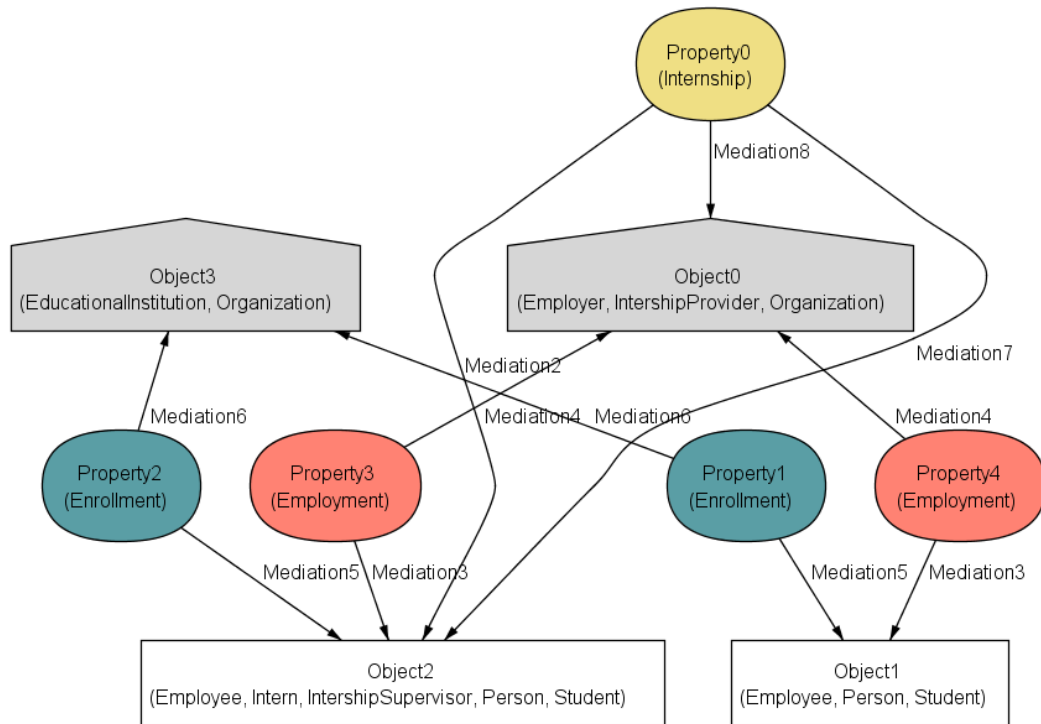 Property0
(Internship)
Mediation8
Object3
(EducationalInstitution, Organization)
Object0
(Employer, IntershipProvider, Organization)
Mediation2
Mediation7
Mediation6
Mediation4
Mediation6
Mediation4
Property2
(Enrollment)
Property3
(Employment)
Property1
(Enrollment)
Property4
(Employment)
Mediation5
Mediation3
Mediation5
Mediation3
Object2
(Employee, Intern, IntershipSupervisor, Person, Student)
Object1
(Employee, Person, Student)